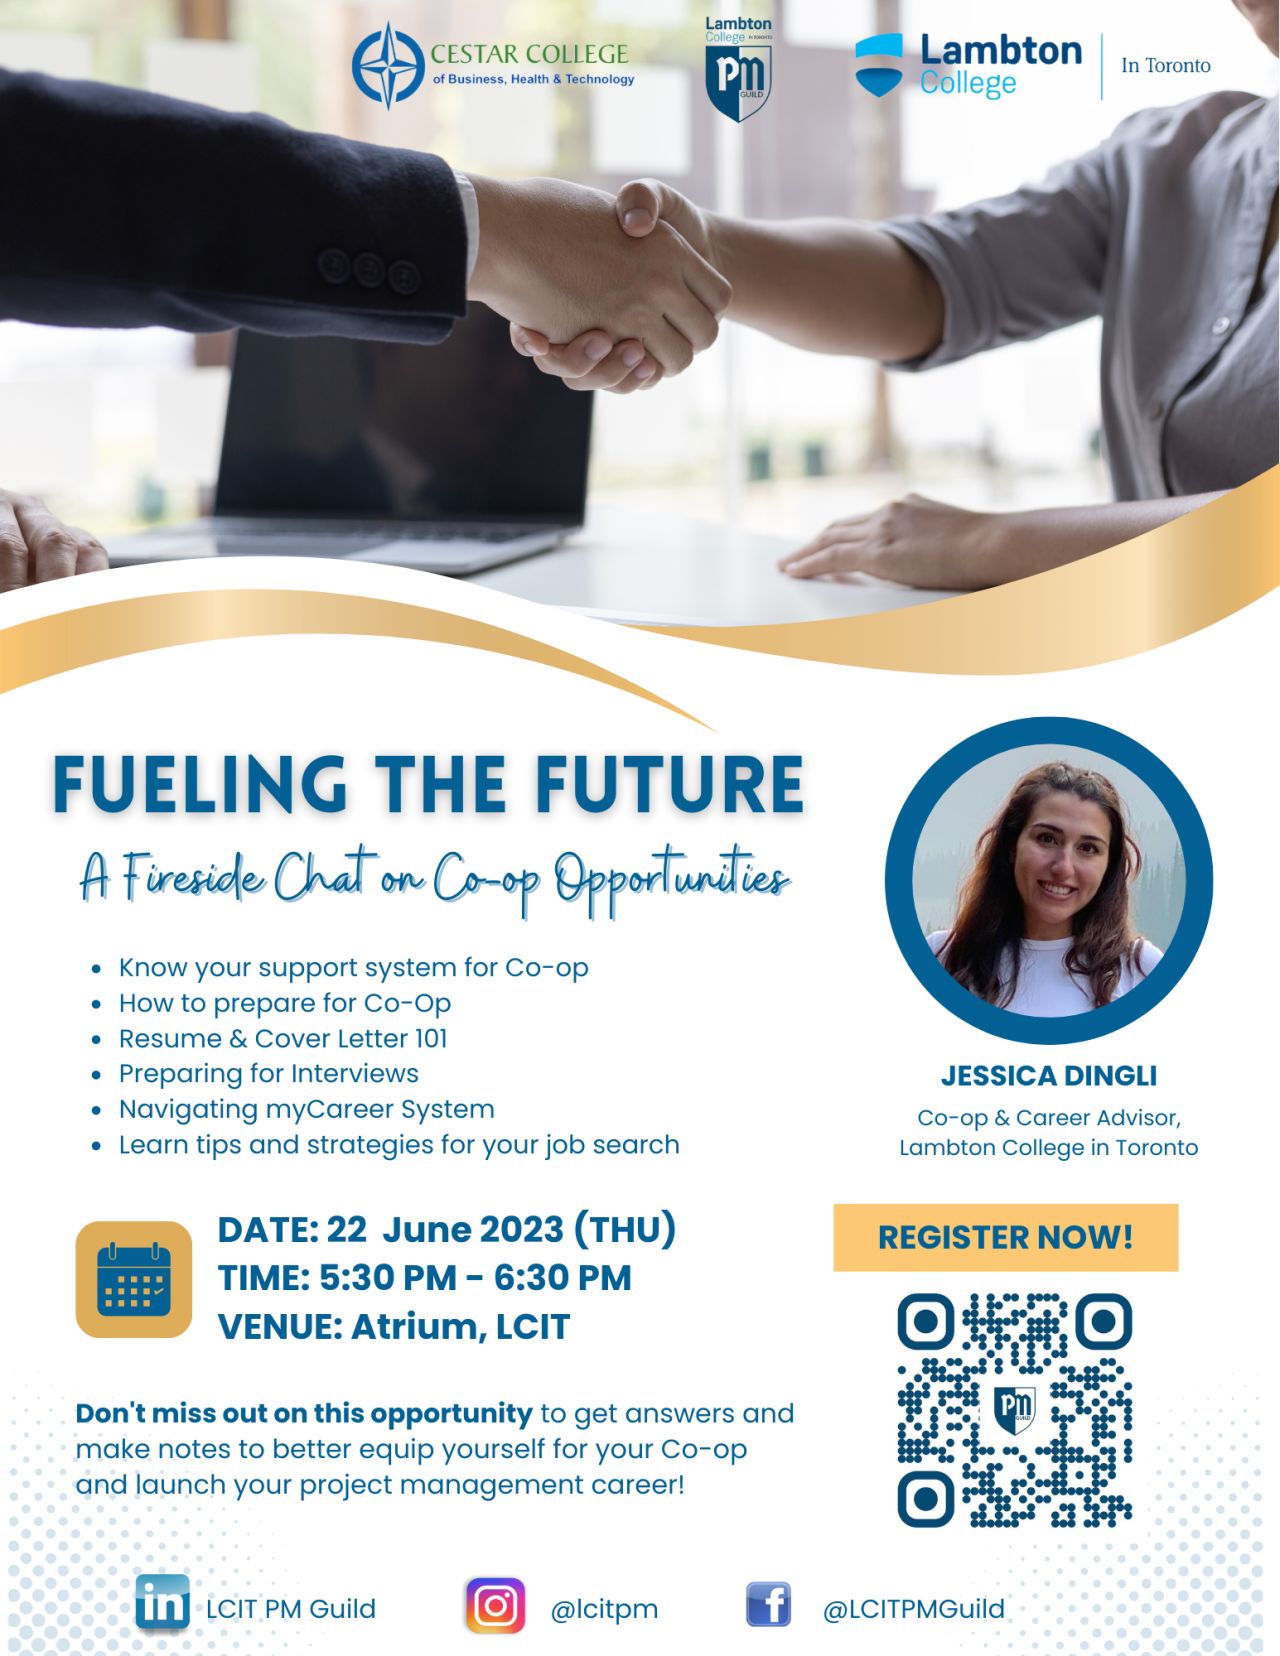 CESTAR COLLEGE
of Business, Health & Technology
Lambton
College IN TORONTO
PM
GUILD
Lambton
College
In Toronto
FUELING THE FUTURE
A Fireside Chat on Co-op Opportunities
• Know your support system for Co-op
• How to prepare for Co-Op
• Resume & Cover Letter 101
• Preparing for Interviews
• Navigating myCareer System
• Learn tips and strategies for your job search
JESSICA DINGLI
Co-op & Career Advisor,
Lambton College in Toronto
DATE: 22 June 2023 (THU)
TIME: 5:30 PM - 6:30 PM
VENUE: Atrium, LCIT
REGISTER NOW!
PM
GUILD
Don't miss out on this opportunity to get answers and
make notes to better equip yourself for your Co-op
and launch your project management career!
in LCIT PM Guild
@lcitpm
f @LCITPMGuild